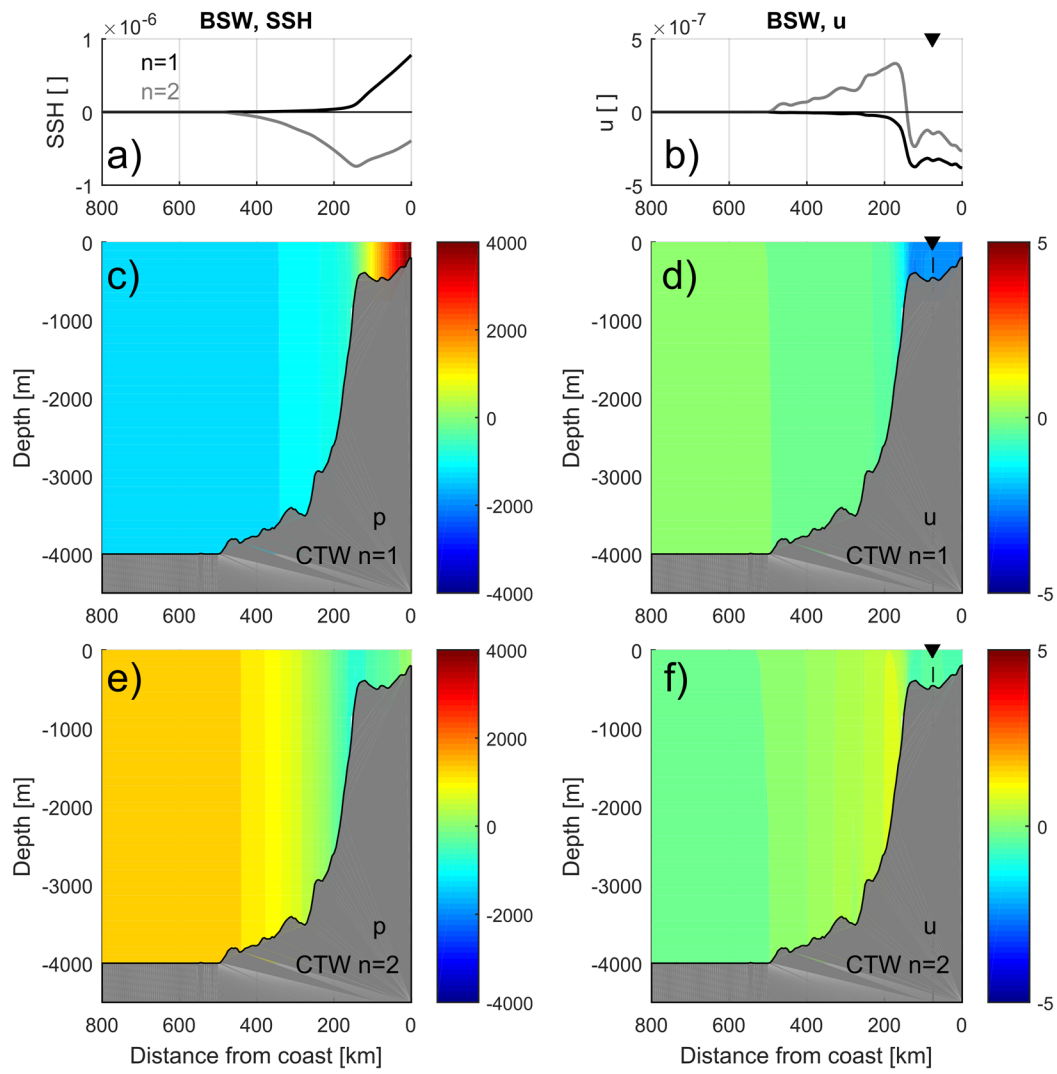 BSW, SSH
BSW, u
×10^-6
×10^-7
1
0
-1
SSH [ ]
n=1
n=2
a)
800 600 400 200 0
5
0
-5
u [ ]
b)
800 600 400 200 0
c)
0
-1000
-2000
-3000
-4000
Depth [m]
p
CTW n=1
800 600 400 200 0
4000
2000
0
-2000
-4000
d)
0
-1000
-2000
-3000
-4000
Depth [m]
u
CTW n=1
800 600 400 200 0
5
0
-5
e)
0
-1000
-2000
-3000
-4000
Depth [m]
p
CTW n=2
800 600 400 200 0
Distance from coast [km]
4000
2000
0
-2000
-4000
f)
0
-1000
-2000
-3000
-4000
Depth [m]
u
CTW n=2
800 600 400 200 0
Distance from coast [km]
5
0
-5